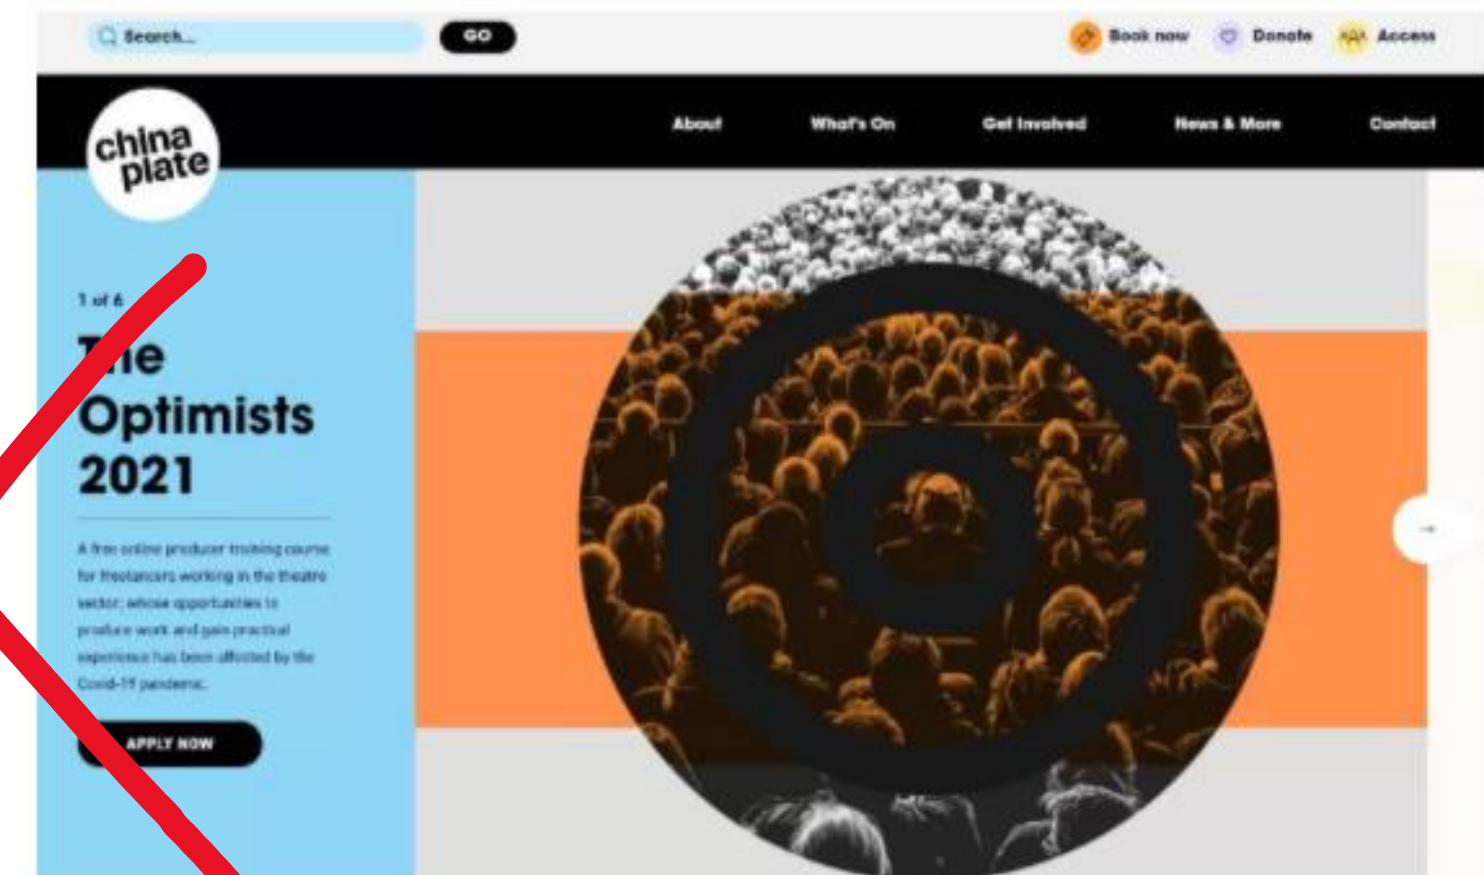 Search...
GO
Book now
Donate
Access
china
plate
About
What's On
Get Involved
News & More
Contact
1 of 6
The
Optimists
2021
A free online producer training course
for freelancers working in the theatre
sector; whose opportunities to
produce work and gain practical
experience has been affected by the
Covid-19 pandemic.
APPLY NOW